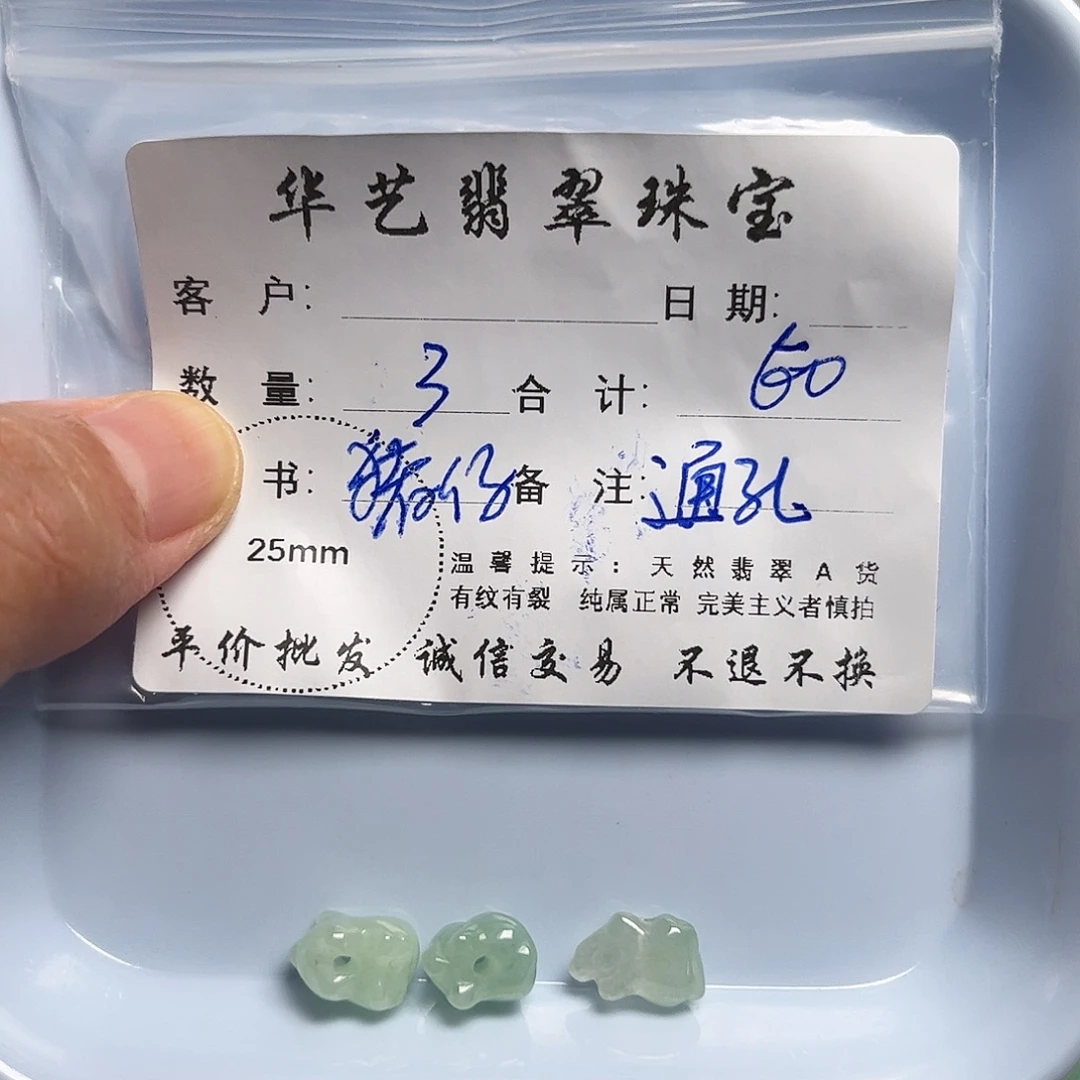 华艺翡翠珠宝
客 户: 日 期:
数 量: 3 合 计: 60
书: 猪仔 备 注: 通孔
25mm
温馨提示: 天然翡翠A货
有纹有裂 纯属正常 完美主义者慎拍
平价批发 诚信交易 不退不换